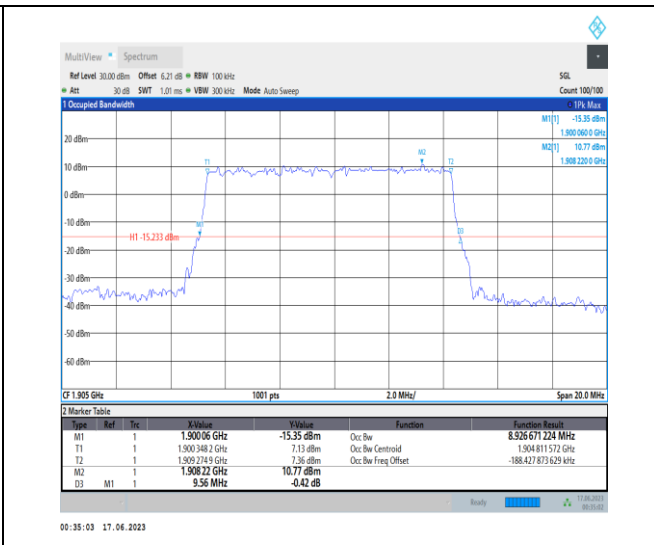 MultiView Spectrum
Ref Level 30.00 dBm Offset 6.21 dB RBW 100 kHz SGL
Att 30 dB SWT 1.01 ms VBW 300 kHz Mode Auto Sweep Count 100/100
1 Occupied Bandwidth 1Pk Max
M1[1] -15.35 dBm
1.900 060 0 GHz
M2[1] 10.77 dBm
1.908 220 0 GHz
20 dBm
M2
T1 T2
10 dBm
0 dBm
-10 dBm
M1
D3
H1 -15.233 dBm
-20 dBm
-30 dBm
-40 dBm
-50 dBm
-60 dBm
CF 1.905 GHz 1001 pts 2.0 MHz/ Span 20.0 MHz
2 Marker Table
Type Ref Trc X-Value Y-Value Function Function Result
M1 1 1.900 06 GHz -15.35 dBm Occ Bw 8.926 671 224 MHz
T1 1 1.900 348 2 GHz 7.13 dBm Occ Bw Centroid 1.904 811 572 GHz
T2 1 1.909 274 9 GHz 7.36 dBm Occ Bw Freq Offset -188.427 873 629 kHz
M2 1 1.908 22 GHz 10.77 dBm
D3 M1 1 9.56 MHz -0.42 dB
Ready 17.06.2023
00:35:02
00:35:03 17.06.2023